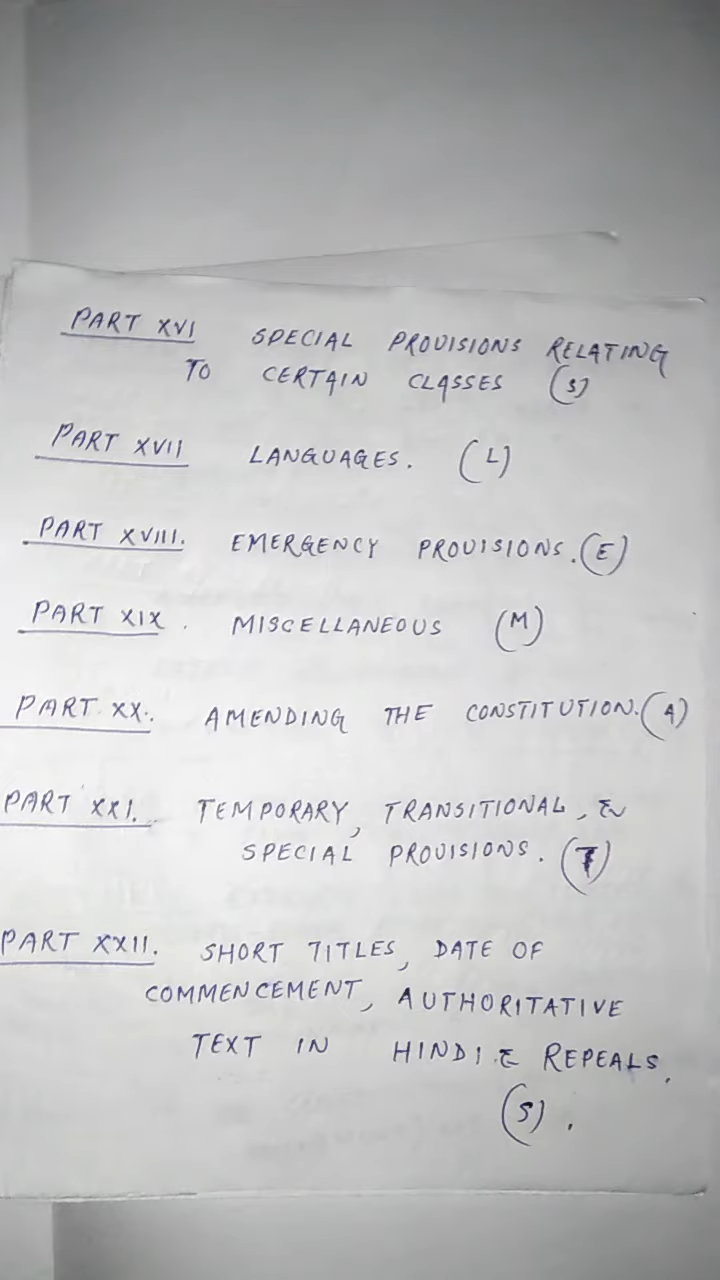 PART XVI SPECIAL PROVISIONS RELATING
TO CERTAIN CLASSES (S)
PART XVII LANGUAGES. (L)
PART XVIII. EMERGENCY PROVISIONS. (E)
PART XIX. MISCELLANEOUS (M)
PART XX. AMENDING THE CONSTITUTION. (A)
PART XXI. TEMPORARY, TRANSITIONAL, &
SPECIAL PROVISIONS. (T)
PART XXII. SHORT TITLES, DATE OF
COMMENCEMENT, AUTHORITATIVE
TEXT IN HINDI & REPEALS.
(S).